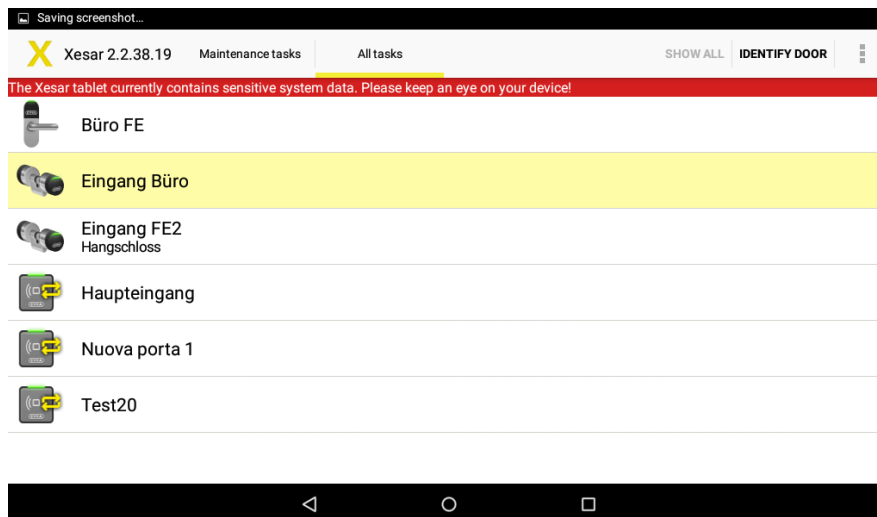 Saving screenshot...
X Xesar 2.2.38.19 Maintenance tasks All tasks SHOW ALL IDENTIFY DOOR
The Xesar tablet currently contains sensitive system data. Please keep an eye on your device!
Büro FE
Eingang Büro
Eingang FE2
Hangschloss
Haupteingang
Nuova porta 1
Test20